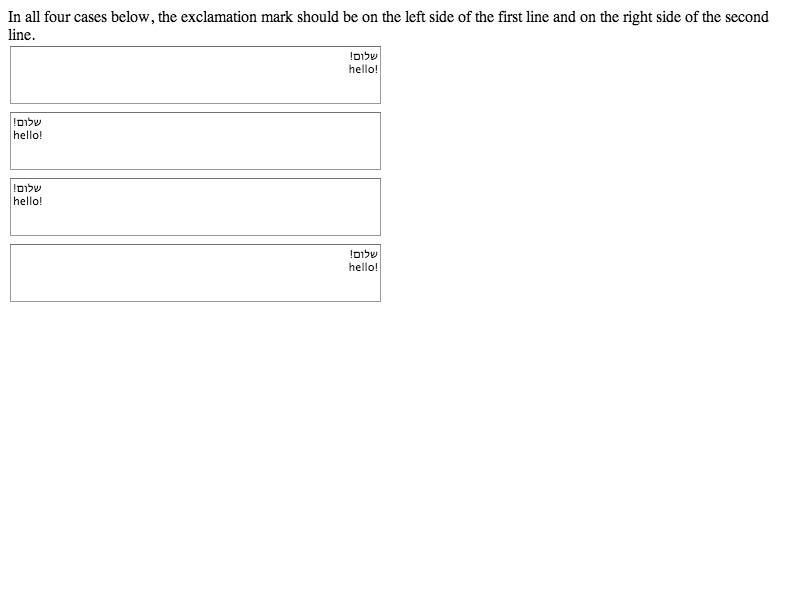 In all four cases below, the exclamation mark should be on the left side of the first line and on the right side of the second
line.
שלום!
hello!
שלום!
hello!
שלום!
hello!
שלום!
hello!